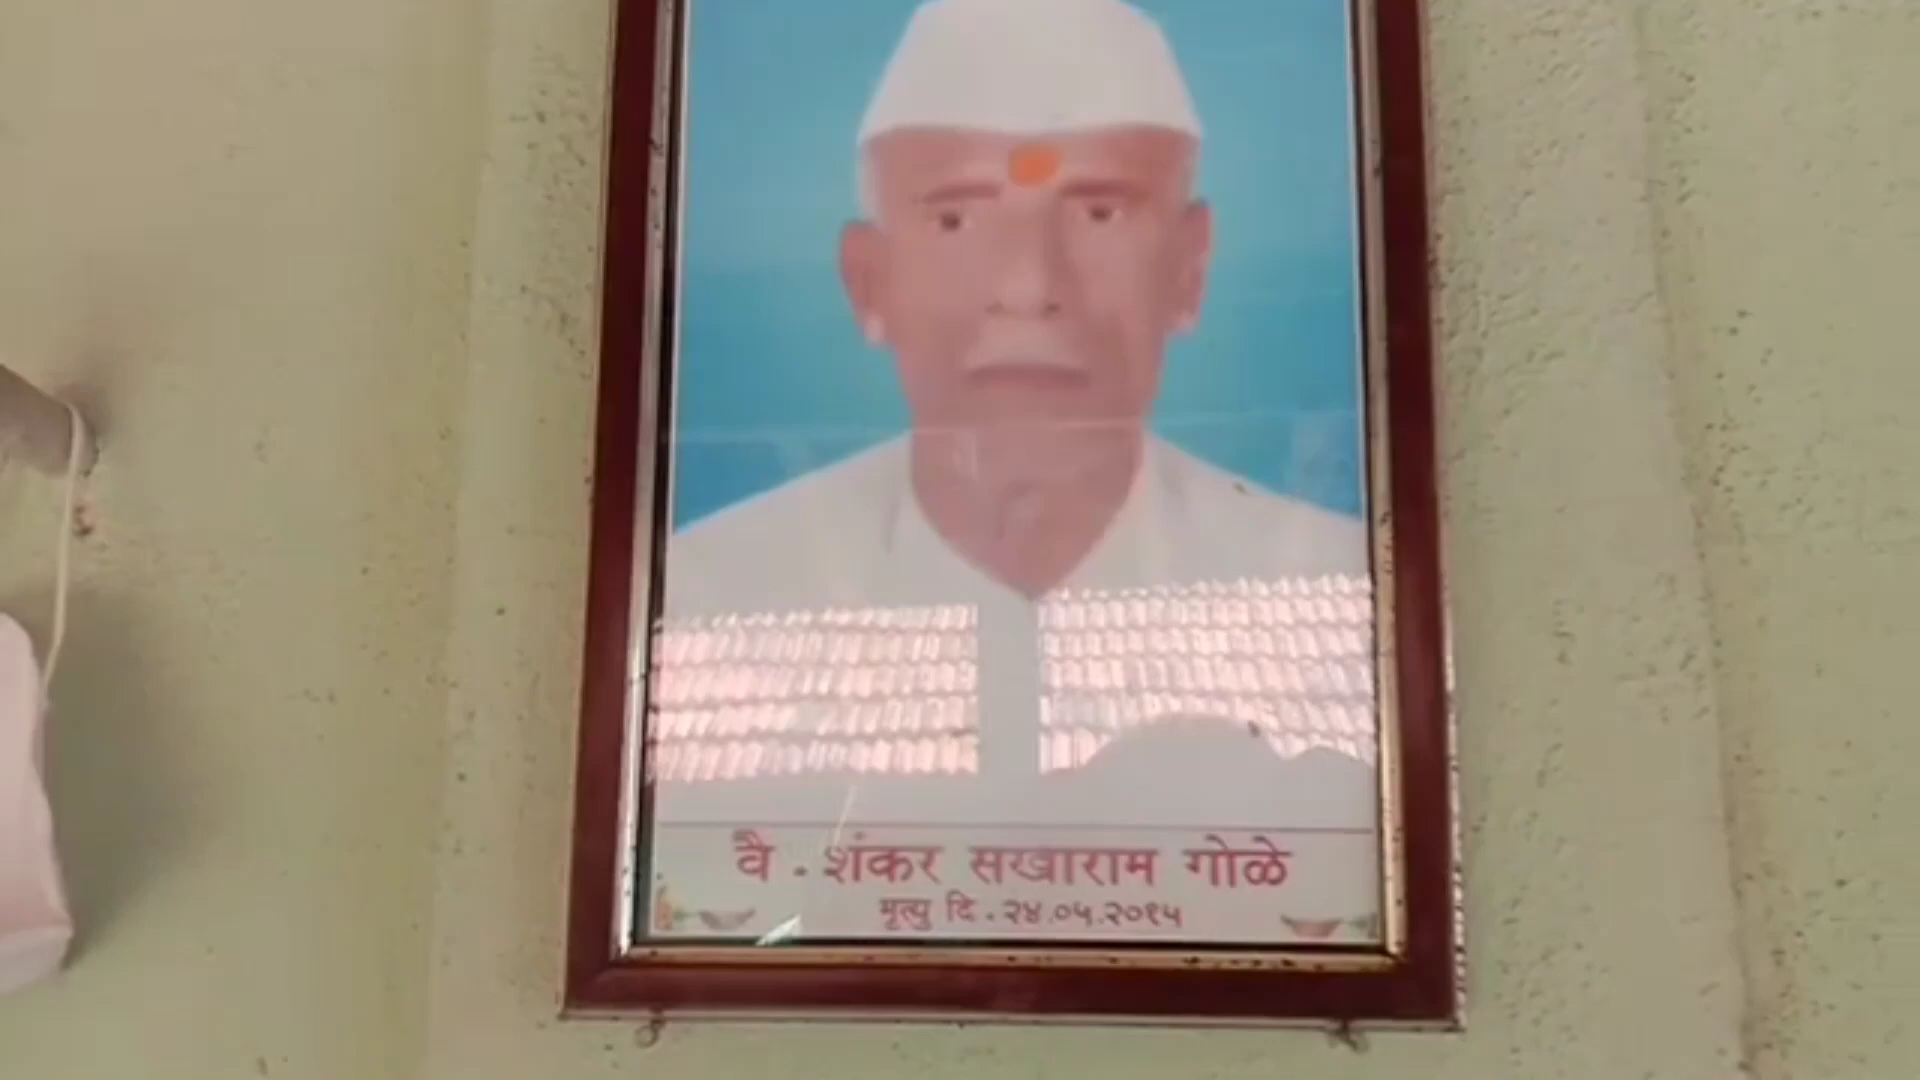 वै . शंकर सखाराम गोळे
मृत्यु दि . २४.०५.२०१५